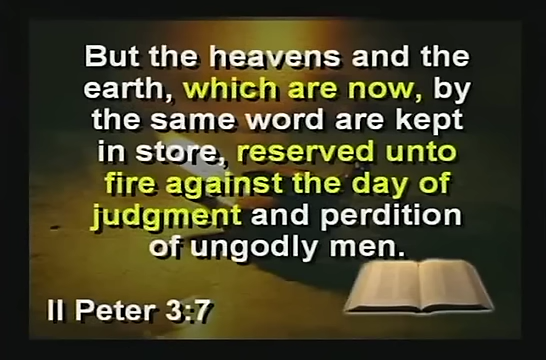 But the heavens and the
earth, which are now, by
the same word are kept
in store, reserved unto
fire against the day of
judgment and perdition
of ungodly men.
II Peter 3:7